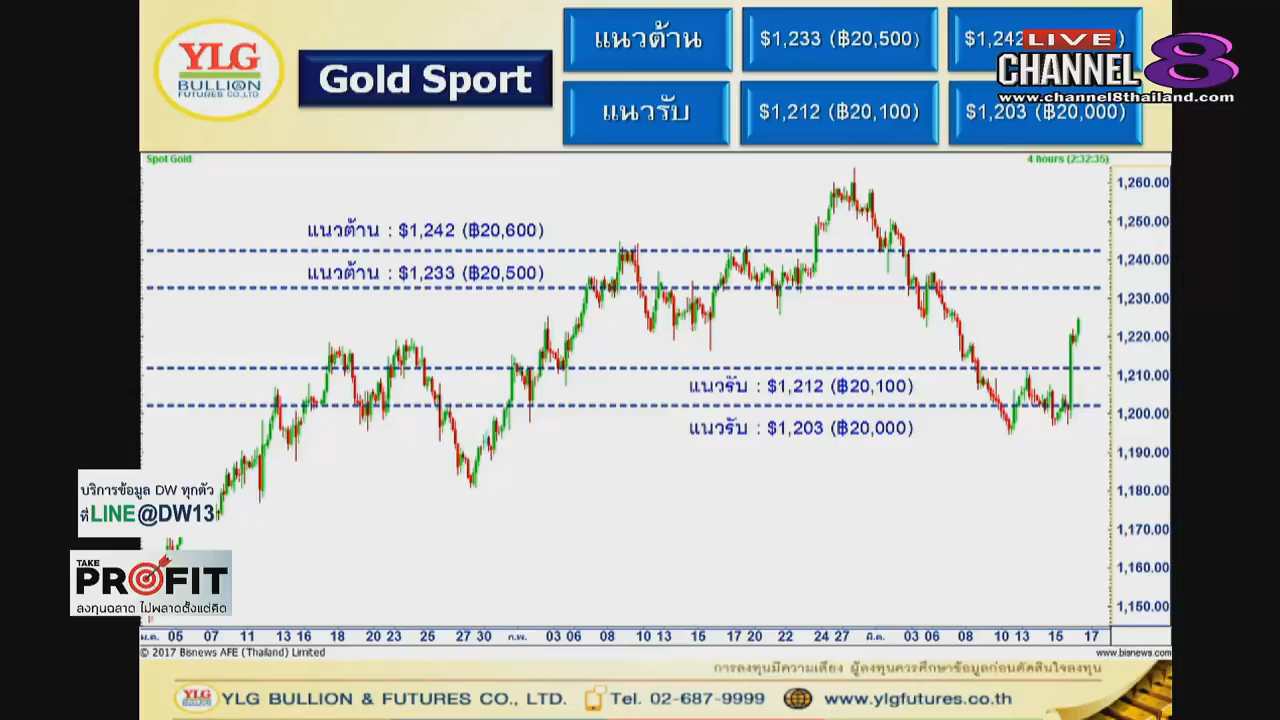 YLG
BULLION
FUTURES CO.,LTD.
Gold Sport
แนวต้าน $1,233 (฿20,500) $1,242
แนวรับ $1,212 (฿20,100) $1,203 (฿20,000)
LIVE
CHANNEL 8
www.channel8thailand.com
Spot Gold 4 hours (2:32:35)
แนวต้าน : $1,242 (฿20,600)
แนวต้าน : $1,233 (฿20,500)
แนวรับ : $1,212 (฿20,100)
แนวรับ : $1,203 (฿20,000)
1,260.00
1,250.00
1,240.00
1,230.00
1,220.00
1,210.00
1,200.00
1,190.00
1,180.00
1,170.00
1,160.00
1,150.00
บริการข้อมูล DW ทุกตัว
ที่ LINE@DW13
TAKE
PROFIT
ลงทุนฉลาด ไม่พลาดตั้งแต่คิด
ม.ค. 05 07 11 13 16 18 20 23 25 27 30 ก.พ. 03 06 08 10 13 15 17 20 22 24 27 มี.ค. 03 06 08 10 13 15 17
© 2017 Bisnews AFE (Thailand) Limited www.bisnews.com
การลงทุนมีความเสี่ยง ผู้ลงทุนควรศึกษาข้อมูลก่อนตัดสินใจลงทุน
YLG YLG BULLION & FUTURES CO., LTD. Tel. 02-687-9999 www.ylgfutures.co.th